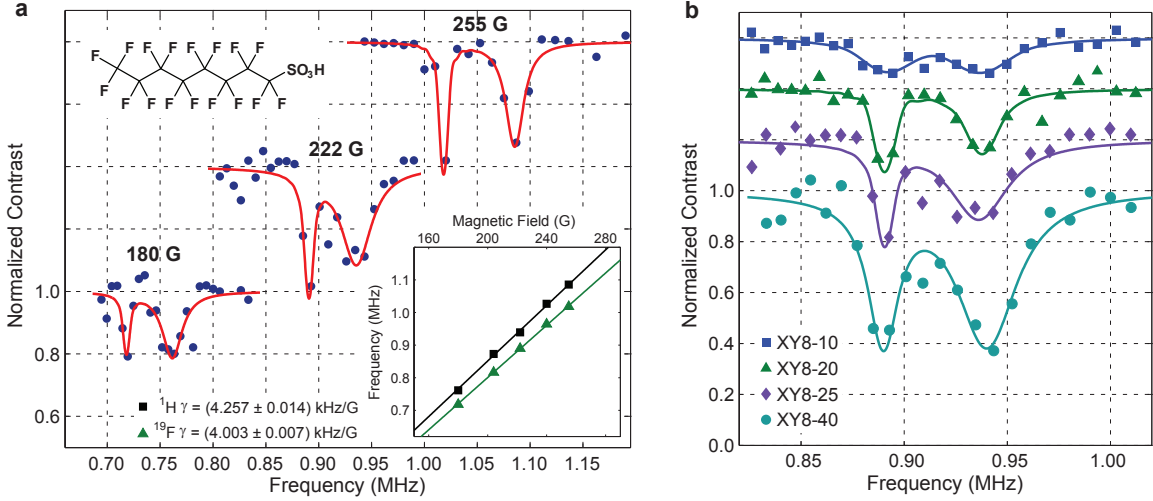 a
255 G
F F F F F F F F
F SO₃H
F F F F F F F F
222 G
180 G
Normalized Contrast
1.0
0.8
0.6
0.70 0.75 0.80 0.85 0.90 0.95 1.00 1.05 1.10 1.15
Frequency (MHz)
¹H γ = (4.257 ± 0.014) kHz/G
¹⁹F γ = (4.003 ± 0.007) kHz/G
Magnetic Field (G)
160 200 240 280
Frequency (MHz)
1.1
1.0
0.9
0.8
0.7
b
Normalized Contrast
1.0
0.8
0.6
0.4
0.2
0.0
XY8-10
XY8-20
XY8-25
XY8-40
0.85 0.90 0.95 1.00
Frequency (MHz)